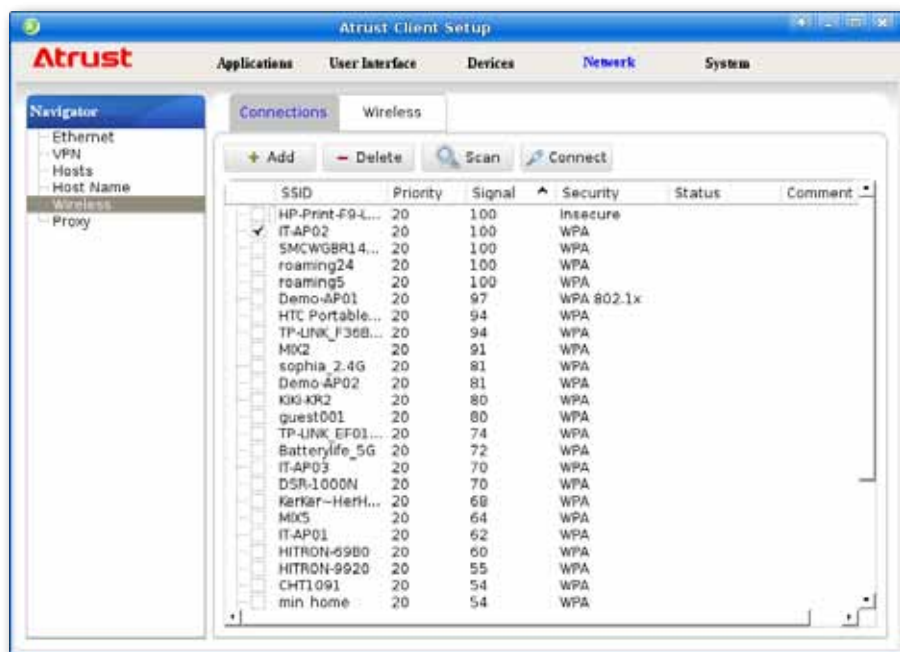 Atrust Client Setup
Atrust
Applications User Interface Devices Network System
Navigator
Ethernet
VPN
Hosts
Host Name
Wireless
Proxy
Connections Wireless
+ Add - Delete Scan Connect
SSID Priority Signal Security Status Comment
HP-Print-F9-L... 20 100 Insecure
IT-AP02 20 100 WPA
SMCWGBR14... 20 100 WPA
roaming24 20 100 WPA
roaming5 20 100 WPA
Demo-AP01 20 97 WPA 802.1x
HTC Portable... 20 94 WPA
TP-LINK_F36B... 20 94 WPA
MIX2 20 91 WPA
sophia_2.4G 20 81 WPA
Demo-AP02 20 81 WPA
KIKI-KR2 20 80 WPA
guest001 20 80 WPA
TP-LINK_EF01... 20 74 WPA
Batterylife_5G 20 72 WPA
IT-AP03 20 70 WPA
DSR-1000N 20 70 WPA
KerKer~HerH... 20 68 WPA
MIX5 20 64 WPA
IT-AP01 20 62 WPA
HITRON-69B0 20 60 WPA
HITRON-9920 20 55 WPA
CHT1091 20 54 WPA
min home 20 54 WPA